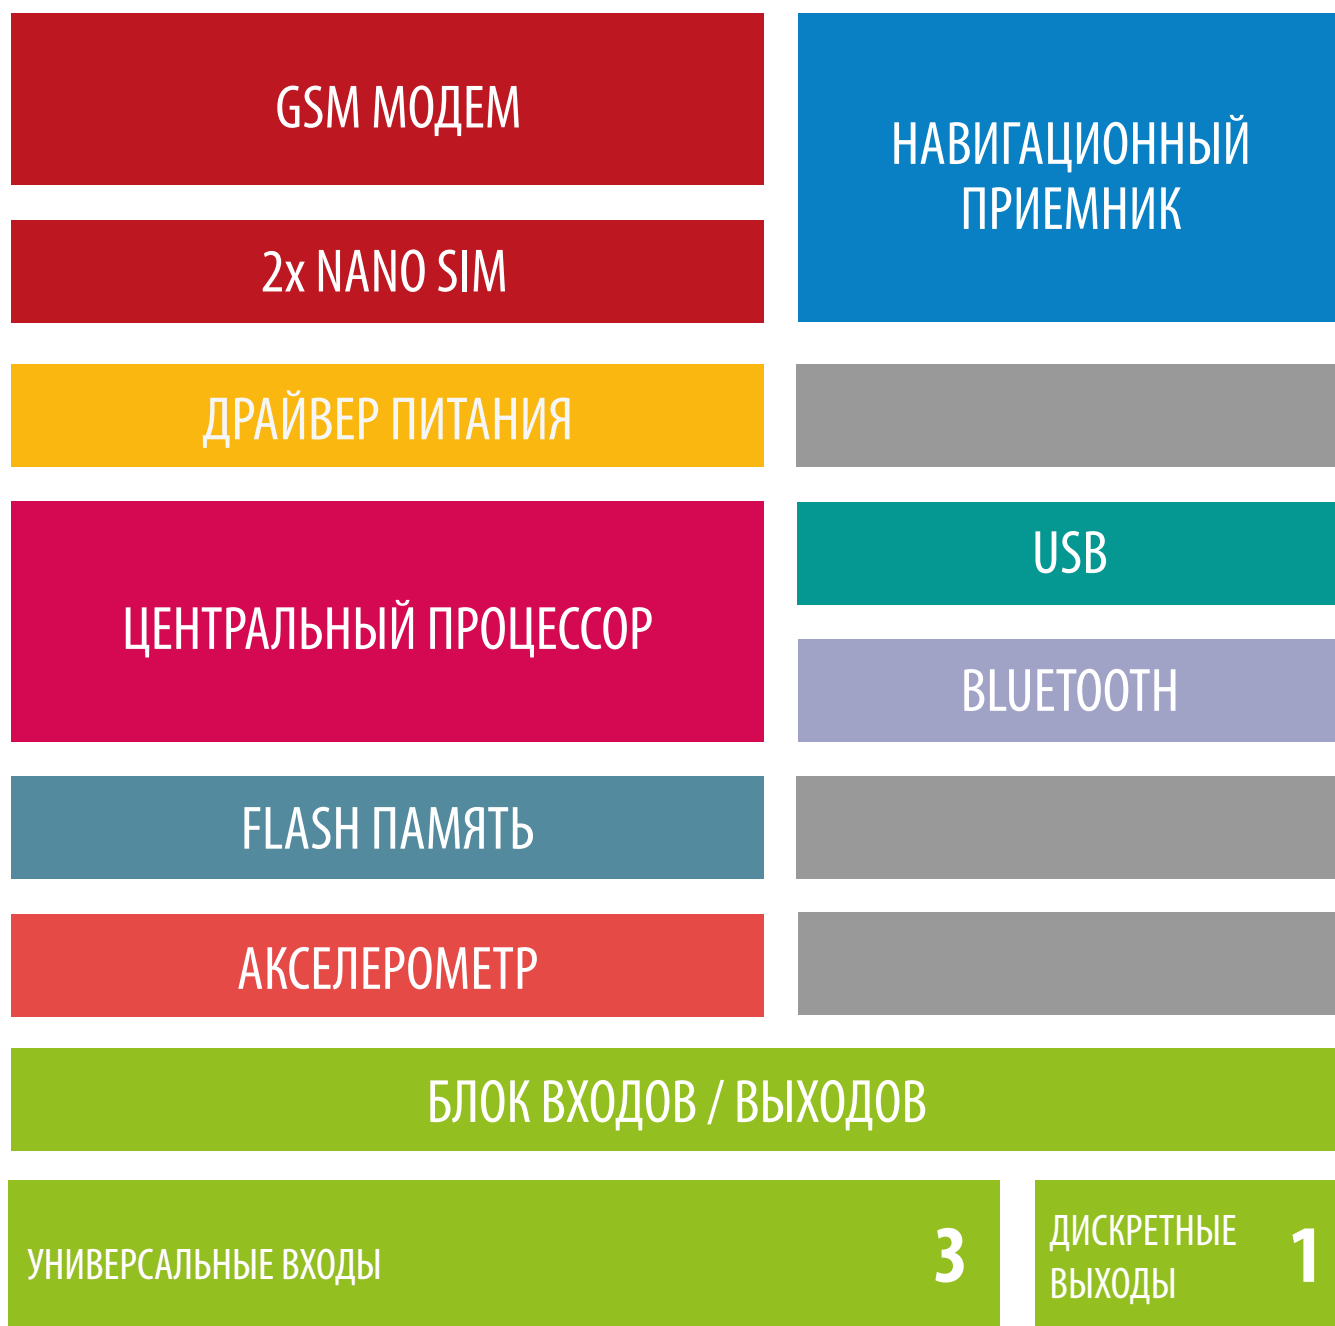 GSM МОДЕМ
НАВИГАЦИОННЫЙ
ПРИЕМНИК
2x NANO SIM
ДРАЙВЕР ПИТАНИЯ
ЦЕНТРАЛЬНЫЙ ПРОЦЕССОР
USB
BLUETOOTH
FLASH ПАМЯТЬ
АКСЕЛЕРОМЕТР
БЛОК ВХОДОВ / ВЫХОДОВ
УНИВЕРСАЛЬНЫЕ ВХОДЫ 3
ДИСКРЕТНЫЕ
ВЫХОДЫ 1